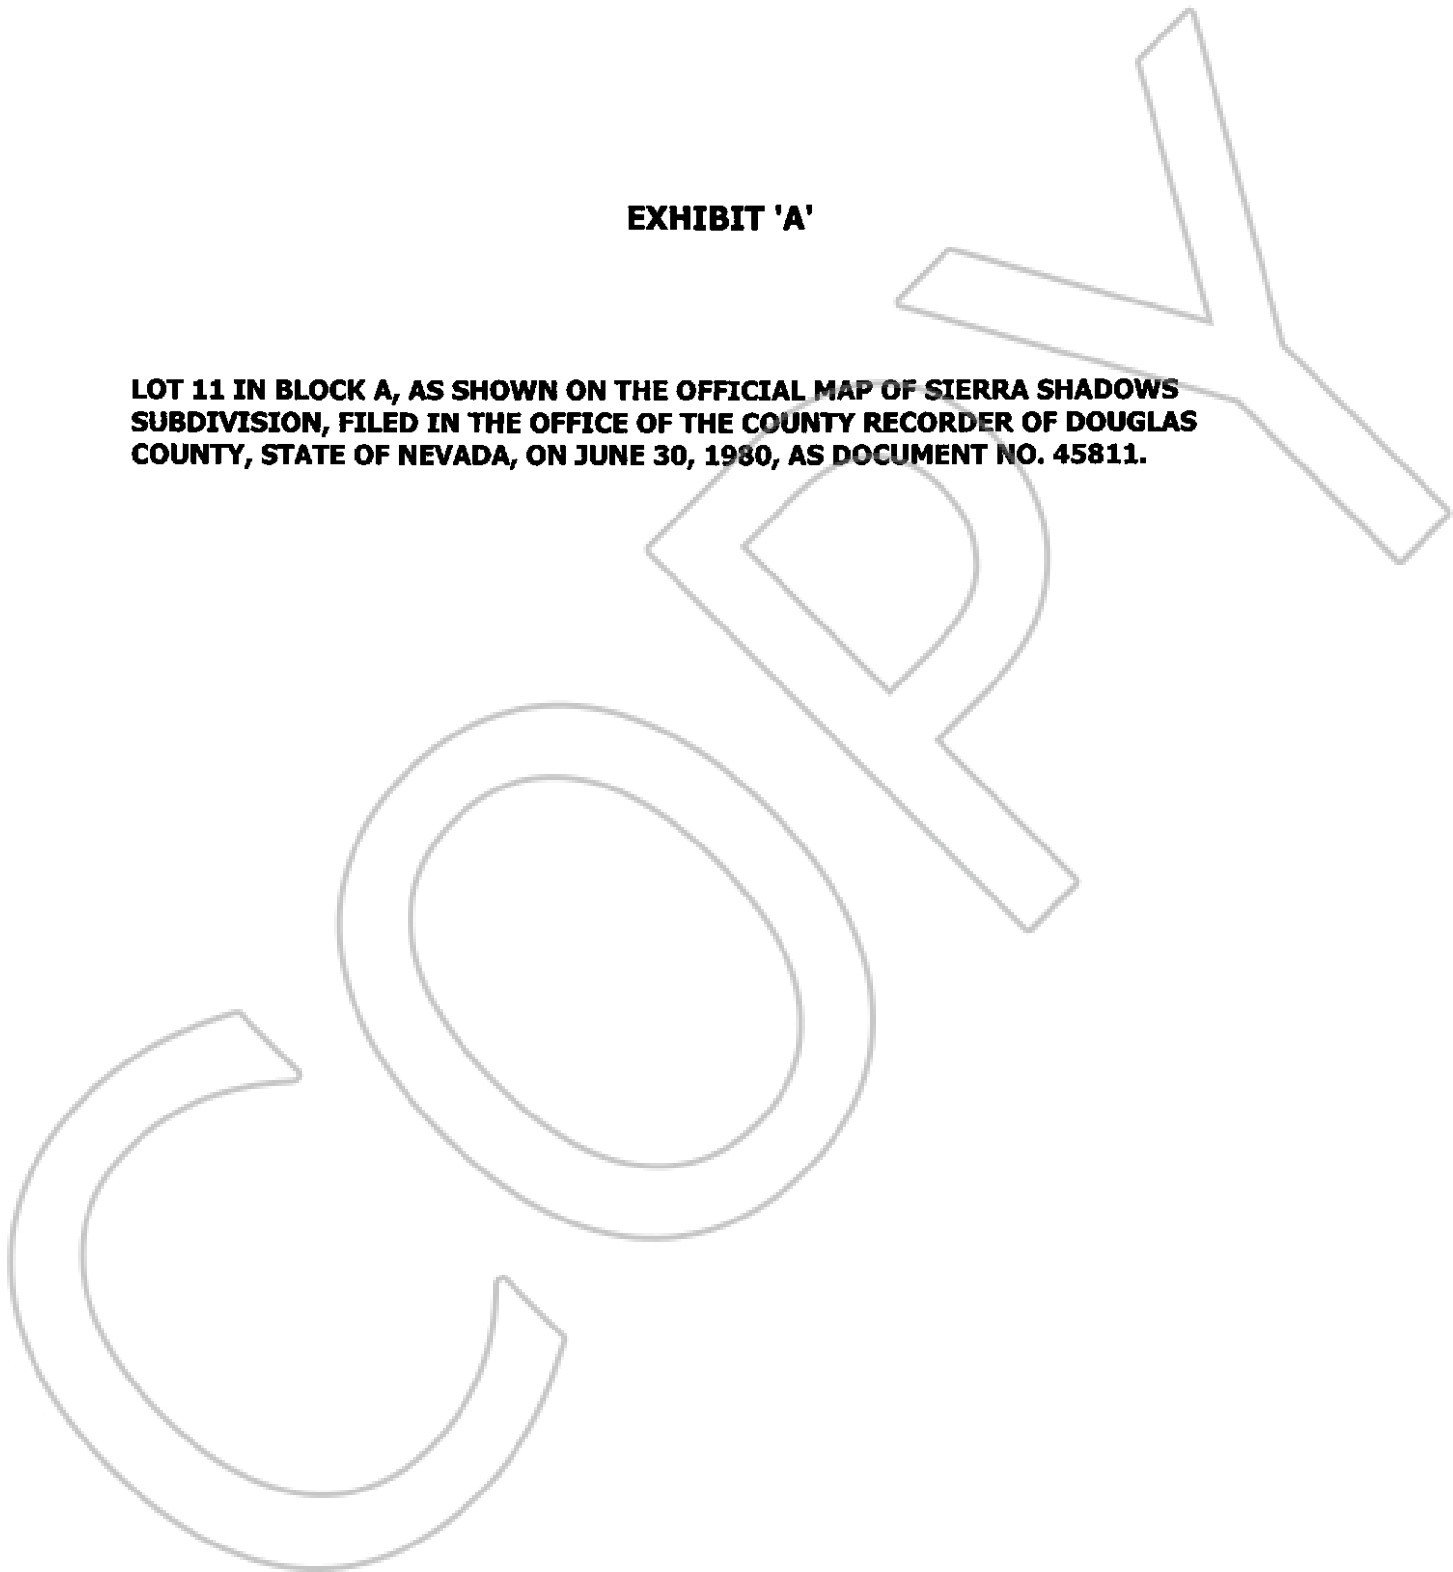 EXHIBIT 'A'
LOT 11 IN BLOCK A, AS SHOWN ON THE OFFICIAL MAP OF SIERRA SHADOWS
SUBDIVISION, FILED IN THE OFFICE OF THE COUNTY RECORDER OF DOUGLAS
COUNTY, STATE OF NEVADA, ON JUNE 30, 1980, AS DOCUMENT NO. 45811.
COPY